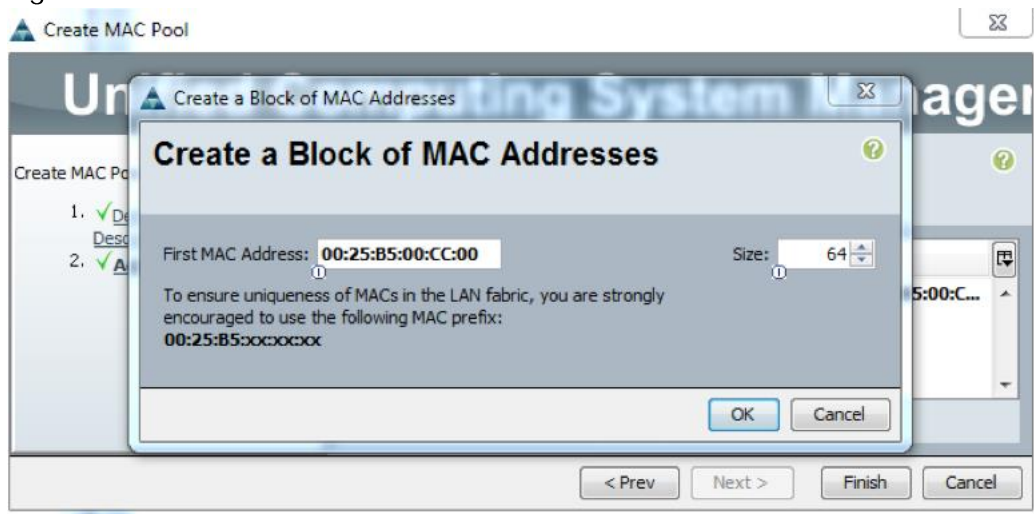 Create MAC Pool
Create a Block of MAC Addresses
Create a Block of MAC Addresses
Create MAC
1.
2.
First MAC Address: 00:25:B5:00:CC:00
Size: 64
To ensure uniqueness of MACs in the LAN fabric, you are strongly
encouraged to use the following MAC prefix:
00:25:B5:xx:xx:xx
5:00:C...
OK Cancel
< Prev Next > Finish Cancel